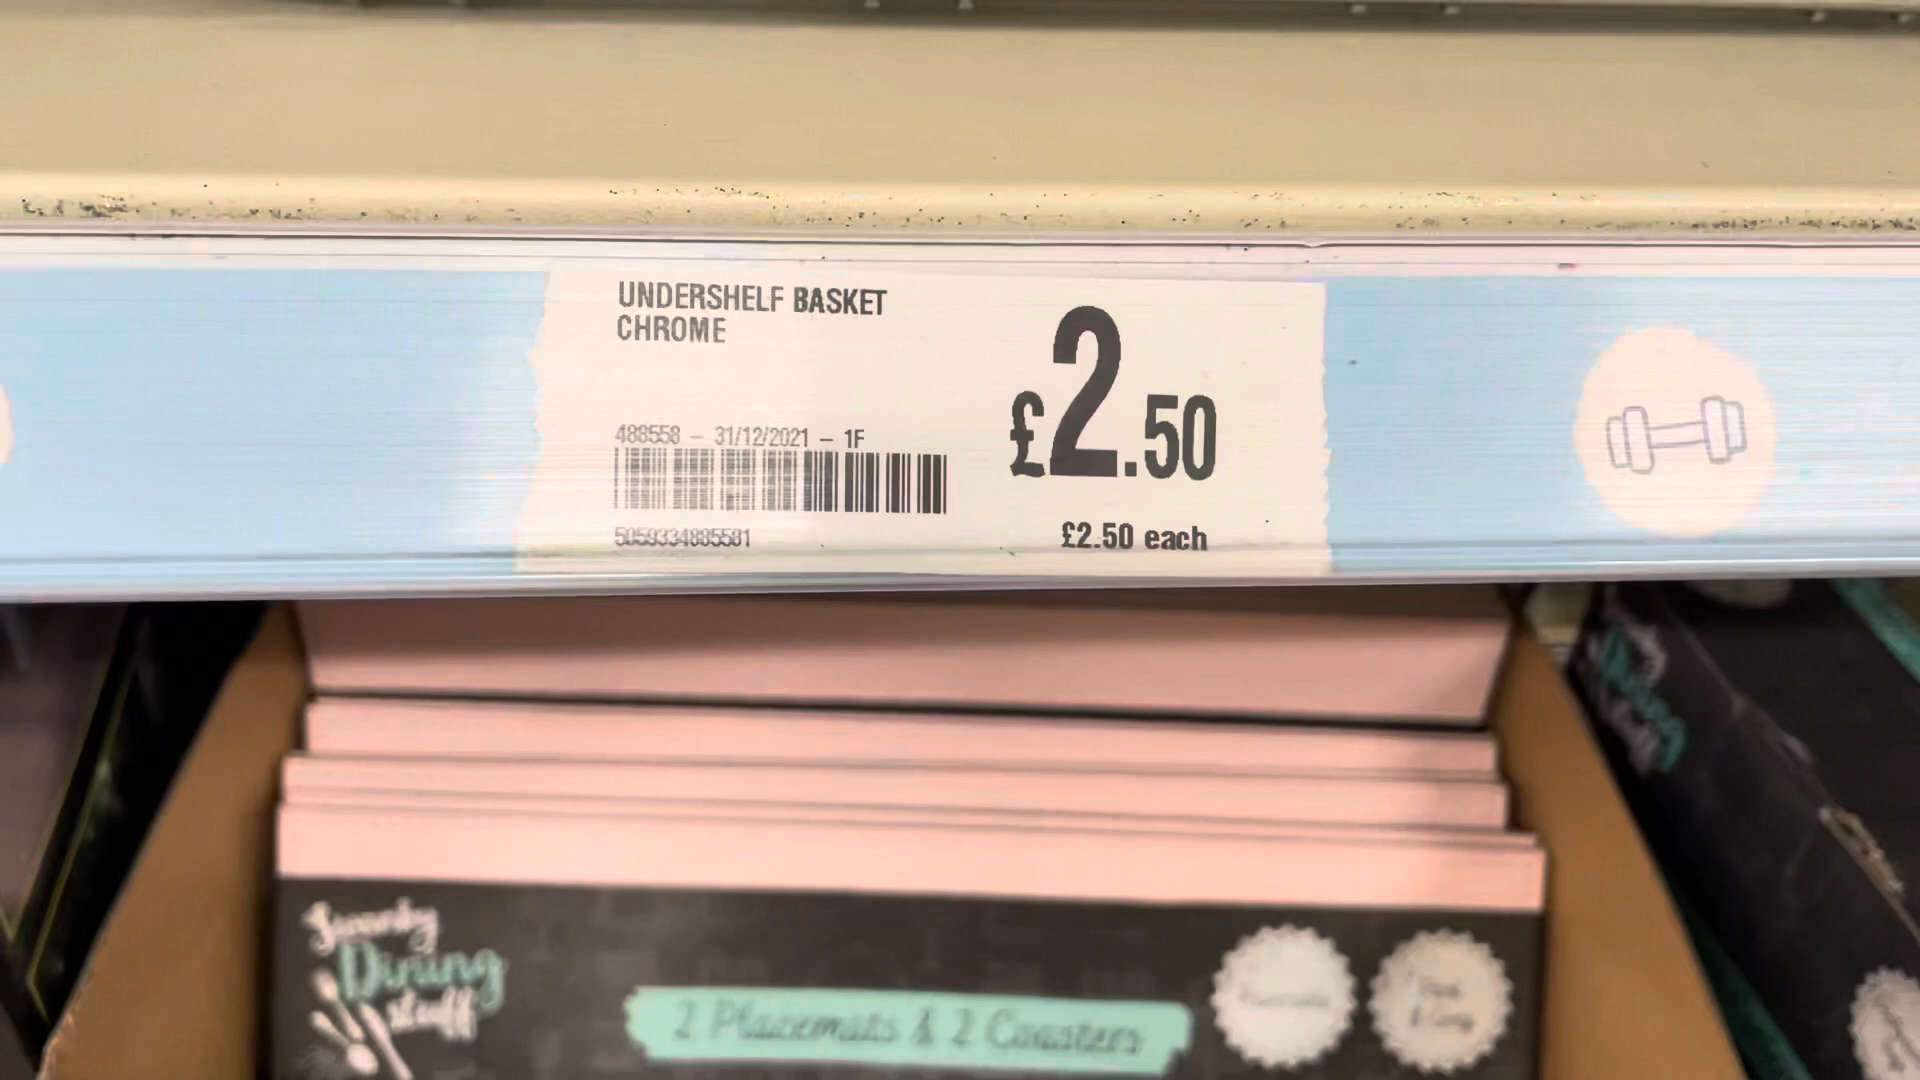 UNDERSHELF BASKET
CHROME
£2.50
488558 – 31/12/2021 – 1F
5059334885581
£2.50 each
Swanky
Dining
stuff
2 Placemats & 2 Coasters